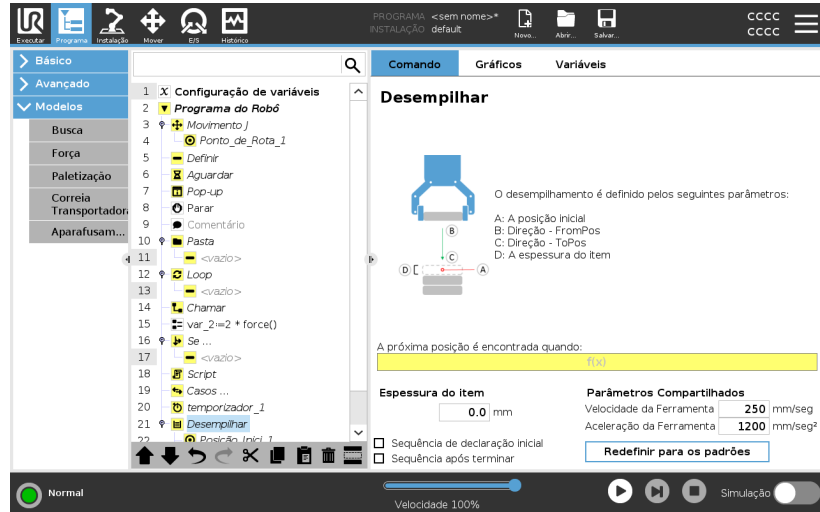 PROGRAMA <sem nome>*
INSTALAÇÃO default
cccc
cccc
Executar Programa Instalação Mover E/S Histórico Novo... Abrir... Salvar...
Básico
Avançado
Modelos
Busca
Força
Paletização
Correia
Transportadora
Aparafusam...
1 x Configuração de variáveis
2 Programa do Robô
3 Movimento J
4 Ponto_de_Rota_1
5 Definir
6 Aguardar
7 Pop-up
8 Parar
9 Comentário
10 Pasta
11 <vazio>
12 Loop
13 <vazio>
14 Chamar
15 var_2:=2 * force()
16 Se ...
17 <vazio>
18 Script
19 Casos ...
20 temporizador_1
21 Desempilhar
22 Posição_Inici_1
Comando Gráficos Variáveis
Desempilhar
B
C
D
A
O desempilhamento é definido pelos seguintes parâmetros:
A: A posição inicial
B: Direção - FromPos
C: Direção - ToPos
D: A espessura do item
A próxima posição é encontrada quando:
f(x)
Espessura do item
0.0 mm
Sequência de declaração inicial
Sequência após terminar
Parâmetros Compartilhados
Velocidade da Ferramenta 250 mm/seg
Aceleração da Ferramenta 1200 mm/seg²
Redefinir para os padrões
Normal
Velocidade 100%
Simulação